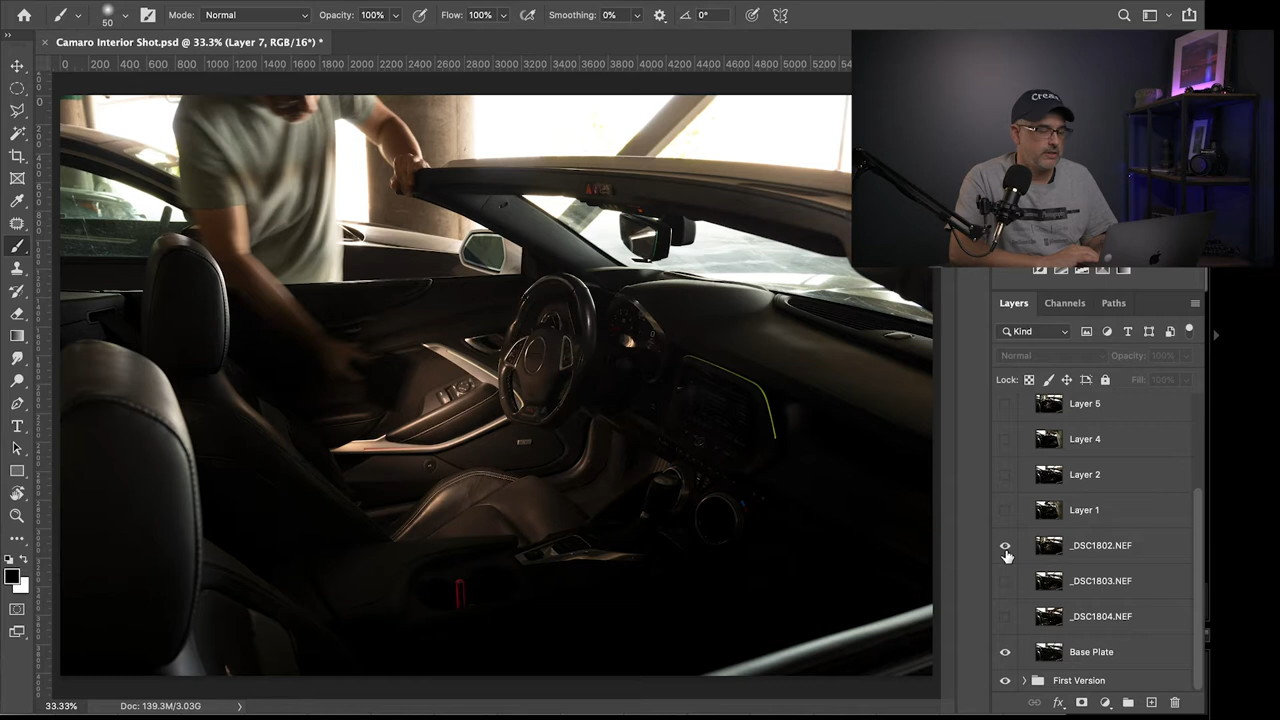 50
Mode: Normal
Opacity: 100%
Flow: 100%
Smoothing: 0%
0°
Camaro Interior Shot.psd @ 33.3% (Layer 7, RGB/16*) *
0 200 400 600 800 1000 1200 1400 1600 1800 2000 2200 2400 2600 2800 3000 3200 3400 3600 3800 4000 4200 4400 4600 4800 5000 5200 54
Layers
Channels
Paths
Kind
Normal
Opacity: 100%
Lock:
Fill: 100%
Layer 5
Layer 4
Layer 2
Layer 1
_DSC1802.NEF
_DSC1803.NEF
_DSC1804.NEF
Base Plate
First Version
33.33%
Doc: 139.3M/3.03G